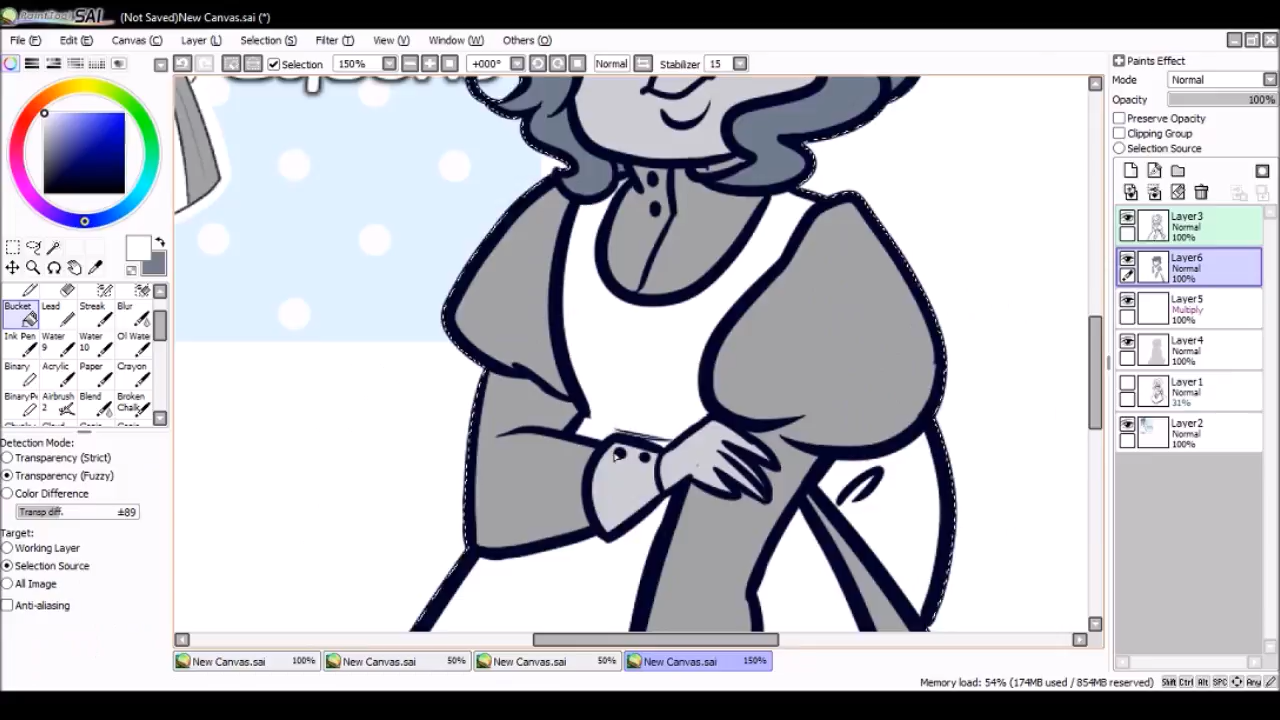 PaintTool SAI (Not Saved)New Canvas.sai (*)
File (F) Edit (E) Canvas (C) Layer (L) Selection (S) Filter (T) View (V) Window (W) Others (O)
Selection 150% +000° Normal Stabilizer 15
Paints Effect
Mode Normal
Opacity 100%
Preserve Opacity
Clipping Group
Selection Source
Layer3
Normal
100%
Layer6
Normal
100%
Layer5
Multiply
100%
Layer4
Normal
100%
Layer1
Normal
31%
Layer2
Normal
100%
Bucket Lead Streak Blur
Ink Pen Water 9 Water 10 Oil Water
Binary Acrylic Paper Crayon
Binary Airbrush 2 Blend Broken Chalk
Detection Mode:
Transparency (Strict)
Transparency (Fuzzy)
Color Difference
Transp diff. ±89
Target:
Working Layer
Selection Source
All Image
Anti-aliasing
New Canvas.sai 100% New Canvas.sai 50% New Canvas.sai 50% New Canvas.sai 150%
Memory load: 54% (174MB used / 854MB reserved) Shift Ctrl Alt SPC Any